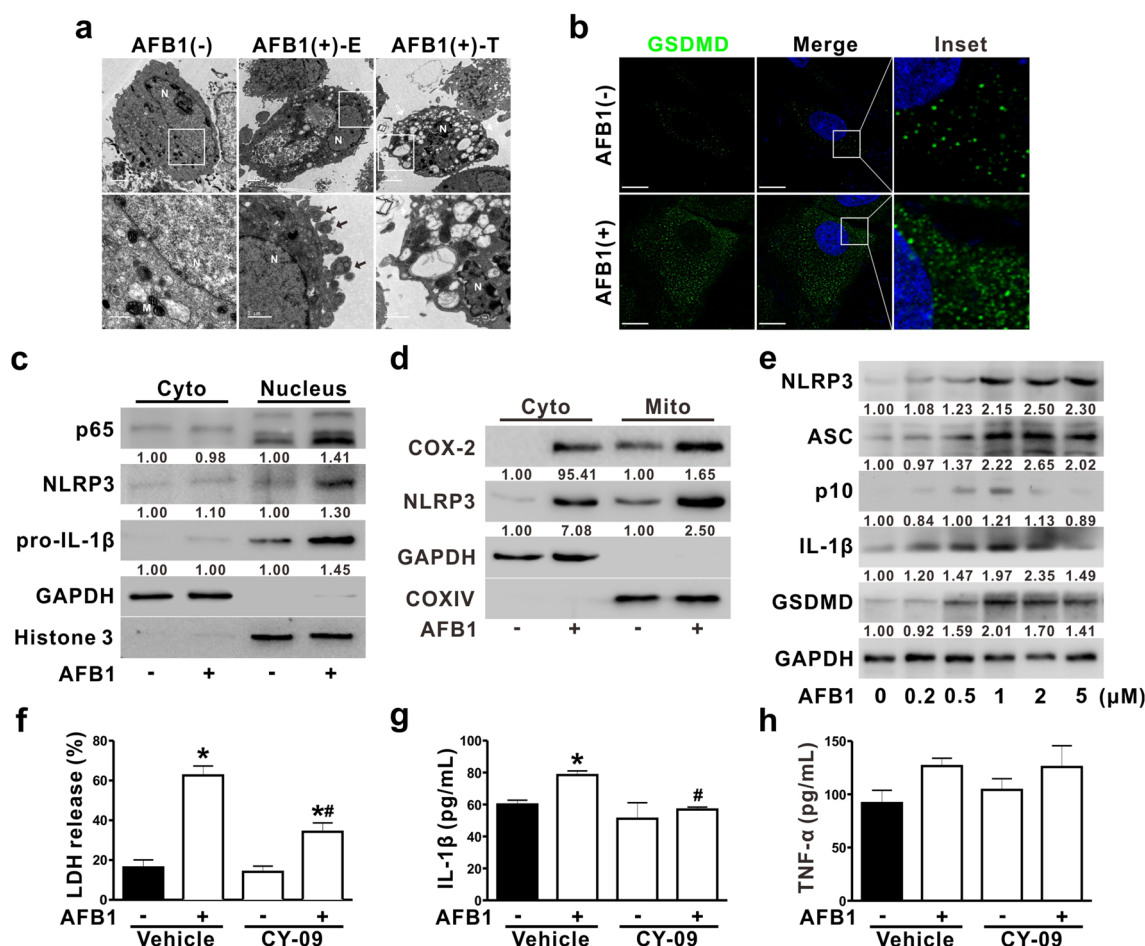 a
AFB1(-) AFB1(+)-E AFB1(+)-T
N N N
N N N
M
b
GSDMD Merge Inset
AFB1(-)
AFB1(+)
c
Cyto Nucleus
p65
1.00 0.98 1.00 1.41
NLRP3
1.00 1.10 1.00 1.30
pro-IL-1β
1.00 1.00 1.00 1.45
GAPDH
Histone 3
AFB1 - + - +
d
Cyto Mito
COX-2
1.00 95.41 1.00 1.65
NLRP3
1.00 7.08 1.00 2.50
GAPDH
COXIV
AFB1 - + - +
e
NLRP3
1.00 1.08 1.23 2.15 2.50 2.30
ASC
1.00 0.97 1.37 2.22 2.65 2.02
p10
1.00 0.84 1.00 1.21 1.13 0.89
IL-1β
1.00 1.20 1.47 1.97 2.35 1.49
GSDMD
1.00 0.92 1.59 2.01 1.70 1.41
GAPDH
AFB1 0 0.2 0.5 1 2 5 (μM)
f
LDH release (%)
80
60
40
20
0
* *#
AFB1 - + - +
Vehicle CY-09
g
IL-1β (pg/mL)
100
80
60
40
20
0
* #
AFB1 - + - +
Vehicle CY-09
h
TNF-α (pg/mL)
150
100
50
0
AFB1 - + - +
Vehicle CY-09